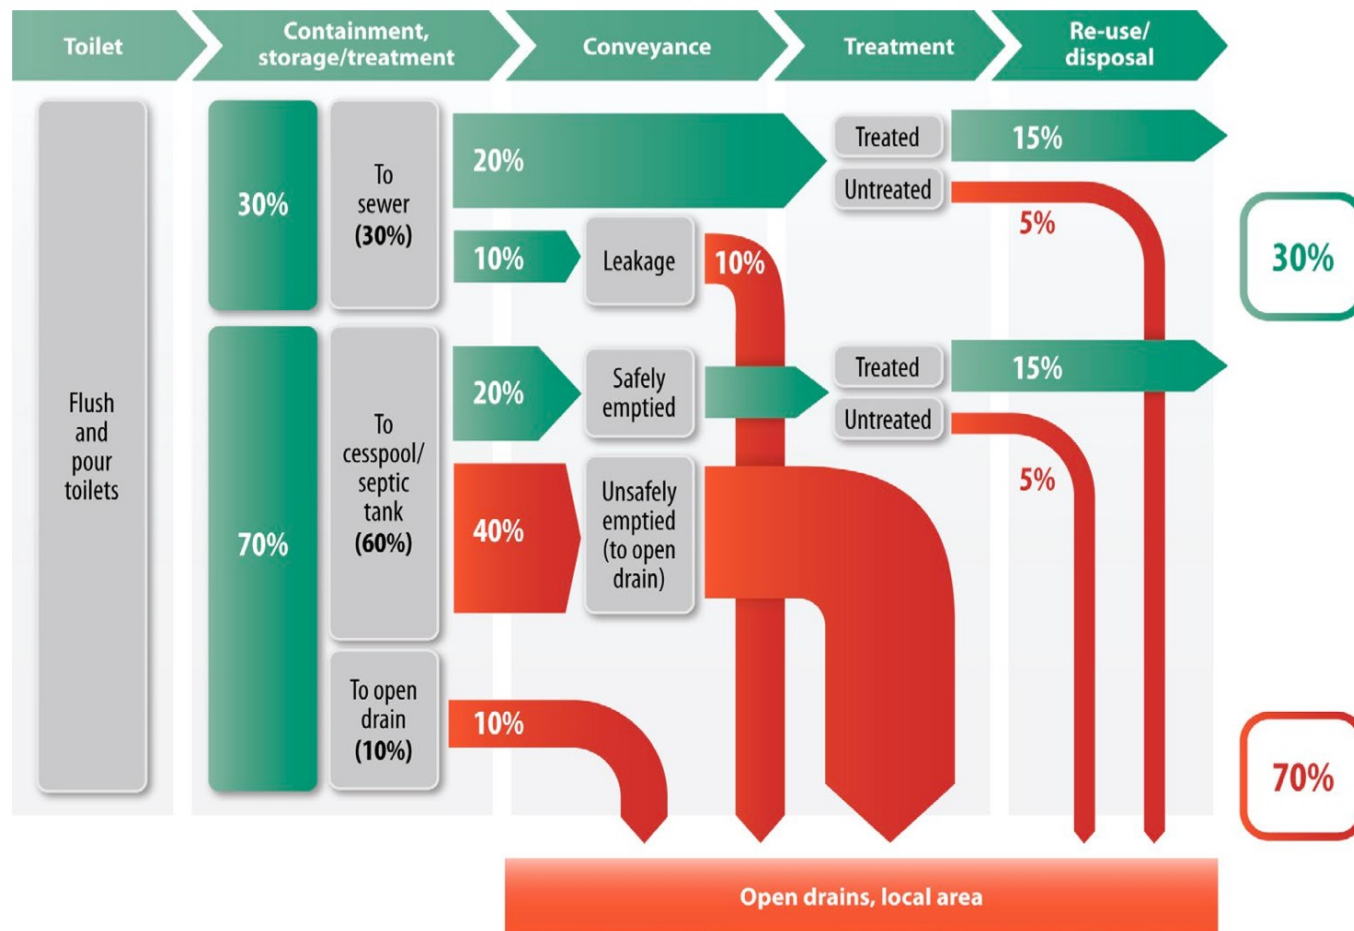 Toilet
Containment,
storage/treatment
Conveyance
Treatment
Re-use/
disposal
Flush
and
pour
toilets
30%
To
sewer
(30%)
20%
Treated
15%
Untreated
5%
10%
Leakage
10%
30%
70%
To
cesspool/
septic
tank
(60%)
20%
Safely
emptied
Treated
15%
Untreated
5%
40%
Unsafely
emptied
(to open
drain)
To open
drain
(10%)
10%
70%
Open drains, local area